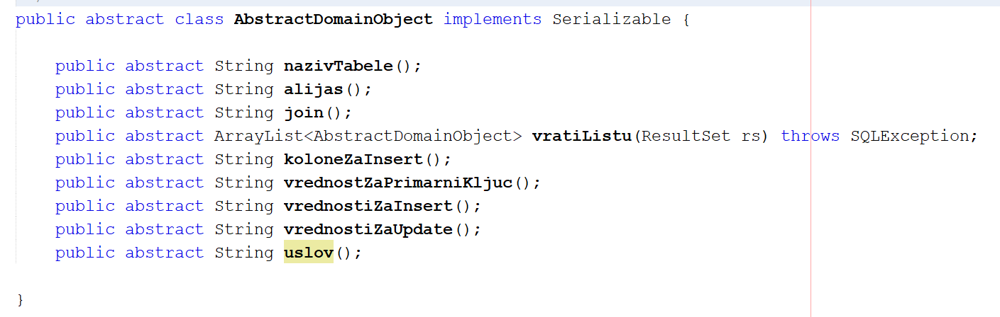 public abstract class AbstractDomainObject implements Serializable {
public abstract String nazivTabele();
public abstract String alijas();
public abstract String join();
public abstract ArrayList<AbstractDomainObject> vratiListu(ResultSet rs) throws SQLException;
public abstract String koloneZaInsert();
public abstract String vrednostZaPrimarniKljuc();
public abstract String vrednostiZaInsert();
public abstract String vrednostiZaUpdate();
public abstract String uslov();
}